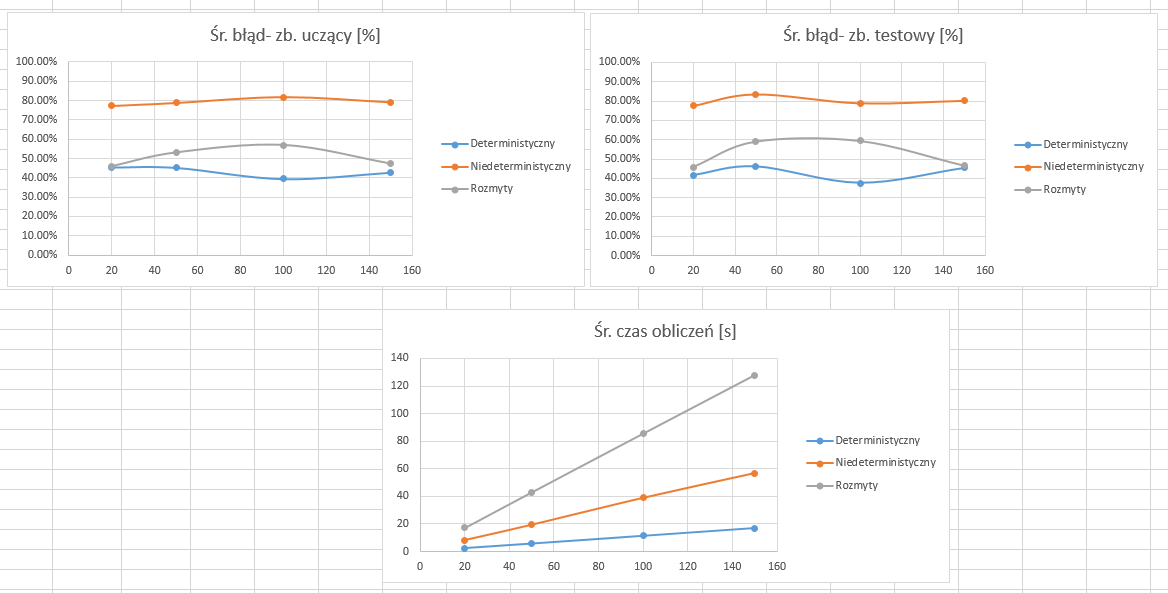 Śr. błąd- zb. uczący [%]
100.00%
90.00%
80.00%
70.00%
60.00%
50.00%
40.00%
30.00%
20.00%
10.00%
0.00%
0 20 40 60 80 100 120 140 160
Deterministyczny
Niedeterministyczny
Rozmyty
Śr. błąd- zb. testowy [%]
100.00%
90.00%
80.00%
70.00%
60.00%
50.00%
40.00%
30.00%
20.00%
10.00%
0.00%
0 20 40 60 80 100 120 140 160
Deterministyczny
Niedeterministyczny
Rozmyty
Śr. czas obliczeń [s]
140
120
100
80
60
40
20
0
0 20 40 60 80 100 120 140 160
Deterministyczny
Niedeterministyczny
Rozmyty